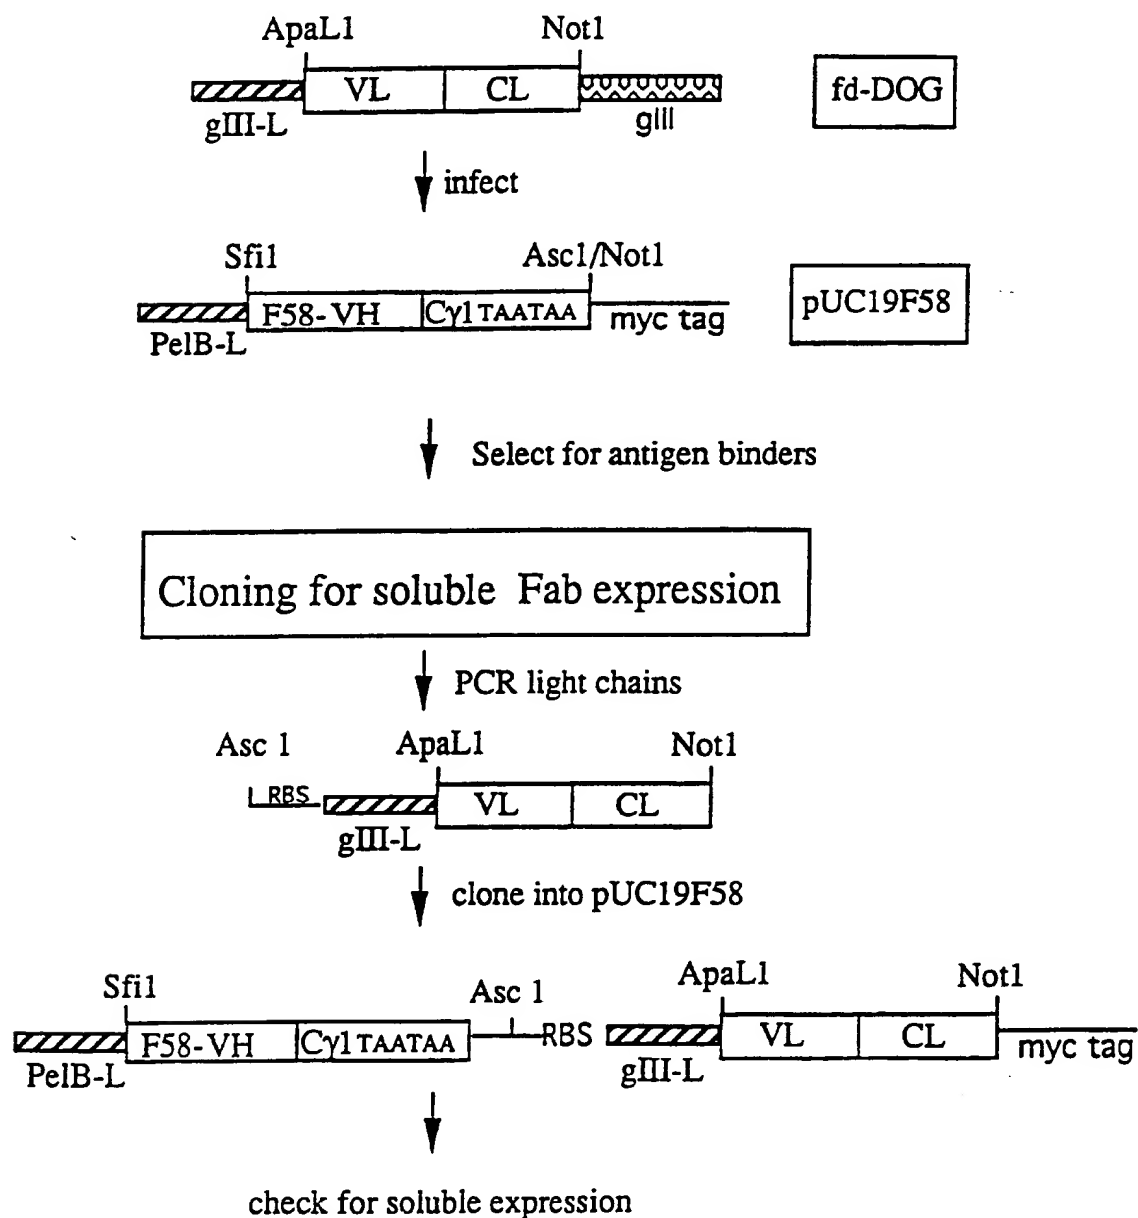 ApaL1 Not1
VL CL
gIII-L gIII
fd-DOG
infect
Sfi1 Asc1/Not1
F58-VH Cγ1 TAATAA
PelB-L myc tag
pUC19F58
Select for antigen binders
Cloning for soluble Fab expression
PCR light chains
Asc 1 ApaL1 Not1
RBS VL CL
gIII-L
clone into pUC19F58
Sfi1 Asc 1 ApaL1 Not1
F58-VH Cγ1 TAATAA RBS VL CL
PelB-L gIII-L myc tag
check for soluble expression